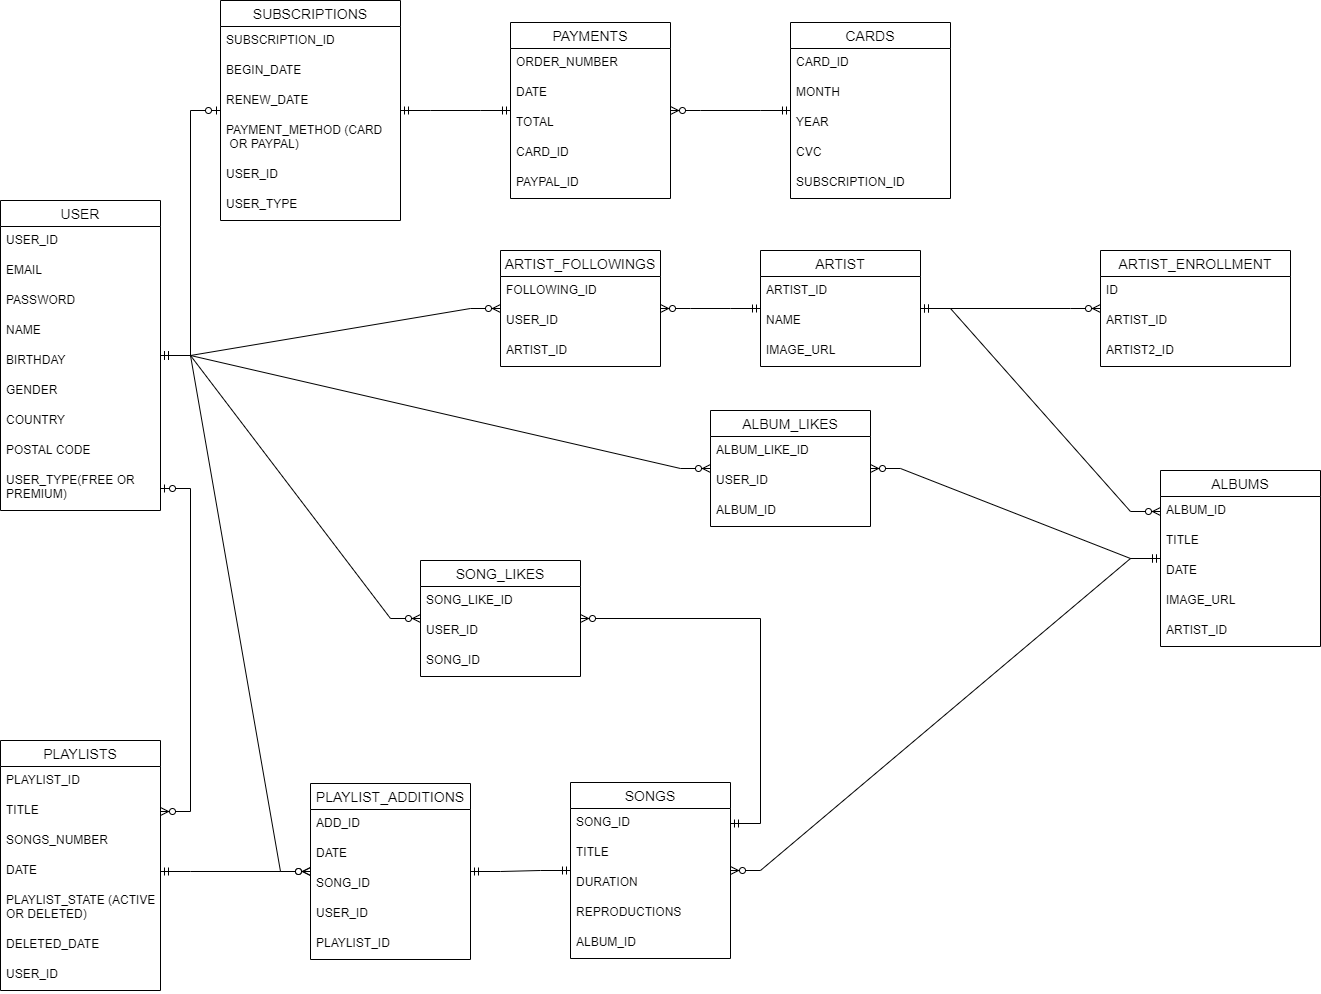 SUBSCRIPTIONS
SUBSCRIPTION_ID
BEGIN_DATE
RENEW_DATE
PAYMENT_METHOD (CARD
OR PAYPAL)
USER_ID
USER_TYPE
PAYMENTS
ORDER_NUMBER
DATE
TOTAL
CARD_ID
PAYPAL_ID
CARDS
CARD_ID
MONTH
YEAR
CVC
SUBSCRIPTION_ID
USER
USER_ID
EMAIL
PASSWORD
NAME
BIRTHDAY
GENDER
COUNTRY
POSTAL CODE
USER_TYPE(FREE OR
PREMIUM)
ARTIST_FOLLOWINGS
FOLLOWING_ID
USER_ID
ARTIST_ID
ARTIST
ARTIST_ID
NAME
IMAGE_URL
ARTIST_ENROLLMENT
ID
ARTIST_ID
ARTIST2_ID
ALBUM_LIKES
ALBUM_LIKE_ID
USER_ID
ALBUM_ID
ALBUMS
ALBUM_ID
TITLE
DATE
IMAGE_URL
ARTIST_ID
SONG_LIKES
SONG_LIKE_ID
USER_ID
SONG_ID
PLAYLISTS
PLAYLIST_ID
TITLE
SONGS_NUMBER
DATE
PLAYLIST_STATE (ACTIVE
OR DELETED)
DELETED_DATE
USER_ID
PLAYLIST_ADDITIONS
ADD_ID
DATE
SONG_ID
USER_ID
PLAYLIST_ID
SONGS
SONG_ID
TITLE
DURATION
REPRODUCTIONS
ALBUM_ID